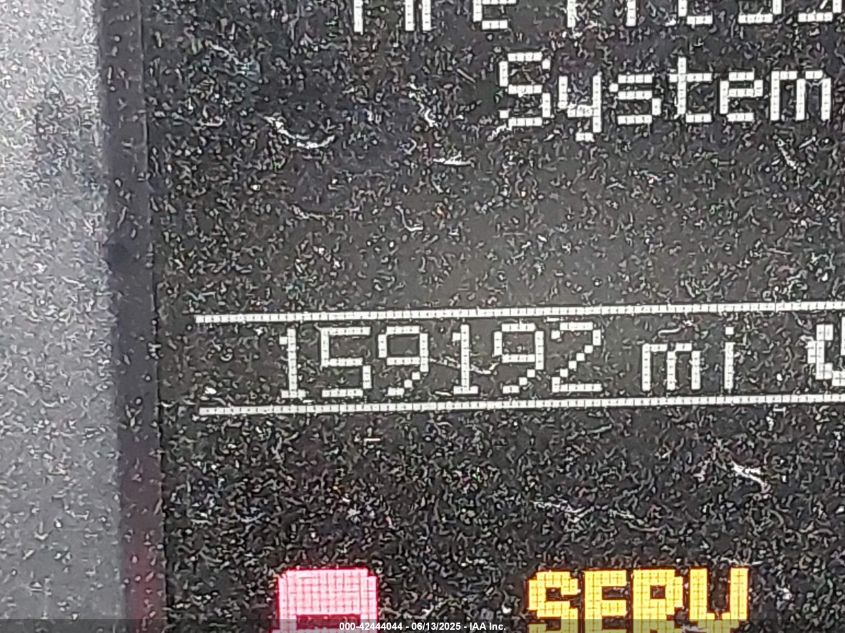 System
159192 mi
SERV
000-42444044 - 06/13/2025 - IAA Inc.